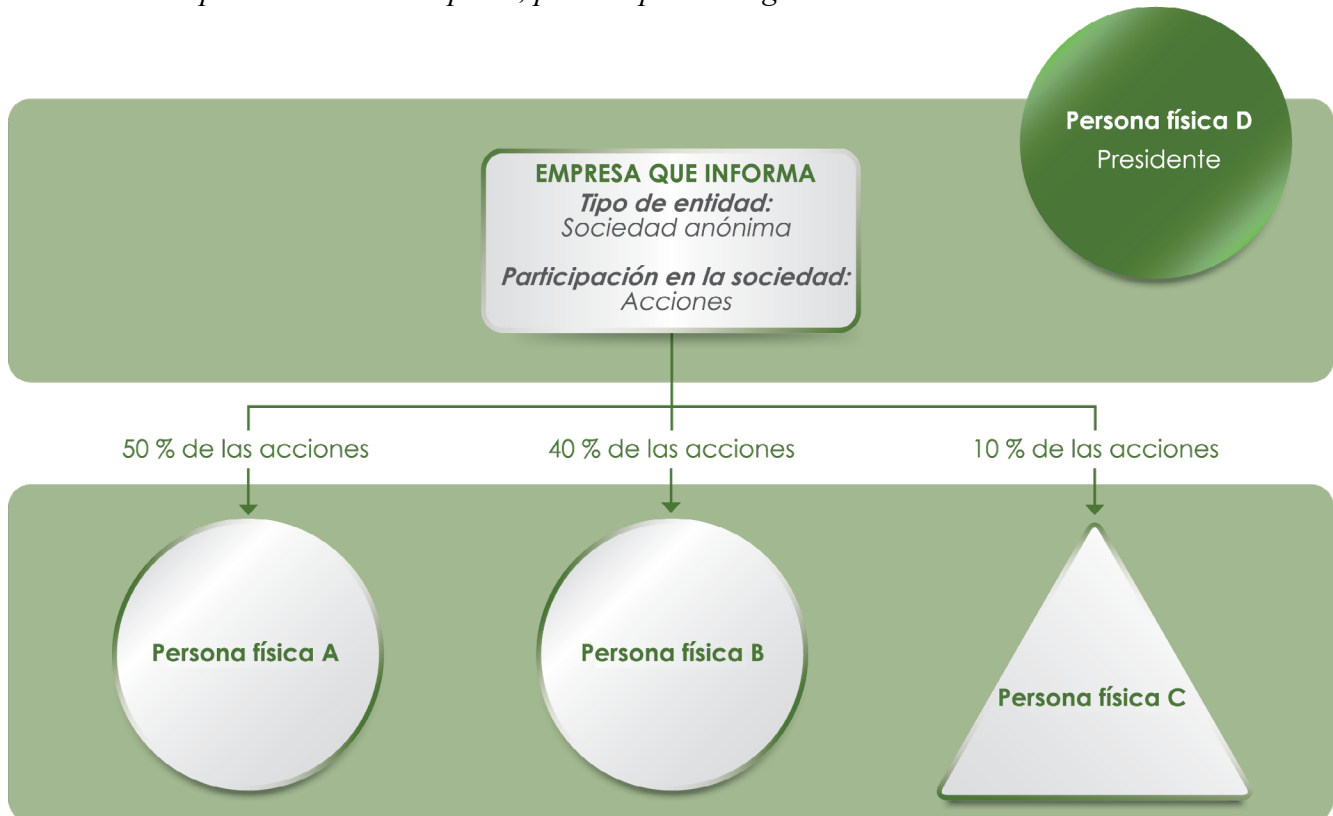 Persona física D
Presidente
EMPRESA QUE INFORMA
Tipo de entidad:
Sociedad anónima
Participación en la sociedad:
Acciones
50 % de las acciones
40 % de las acciones
10 % de las acciones
Persona física A
Persona física B
Persona física C